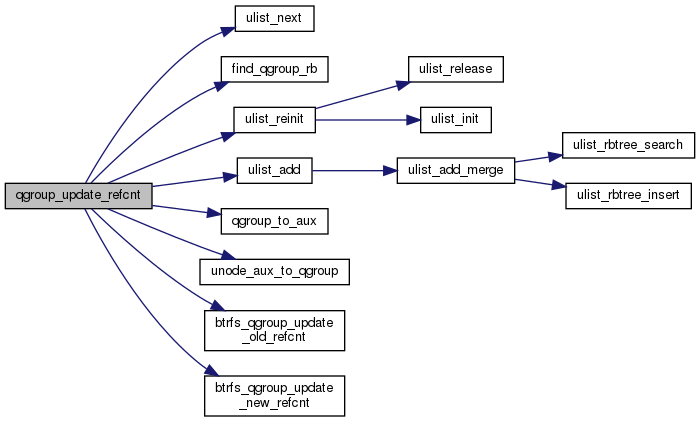 ulist_next
find_qgroup_rb
ulist_release
ulist_reinit
ulist_init
ulist_rbtree_search
ulist_add
ulist_add_merge
qgroup_update_refcnt
ulist_rbtree_insert
qgroup_to_aux
unode_aux_to_qgroup
btrfs_qgroup_update
_old_refcnt
btrfs_qgroup_update
_new_refcnt